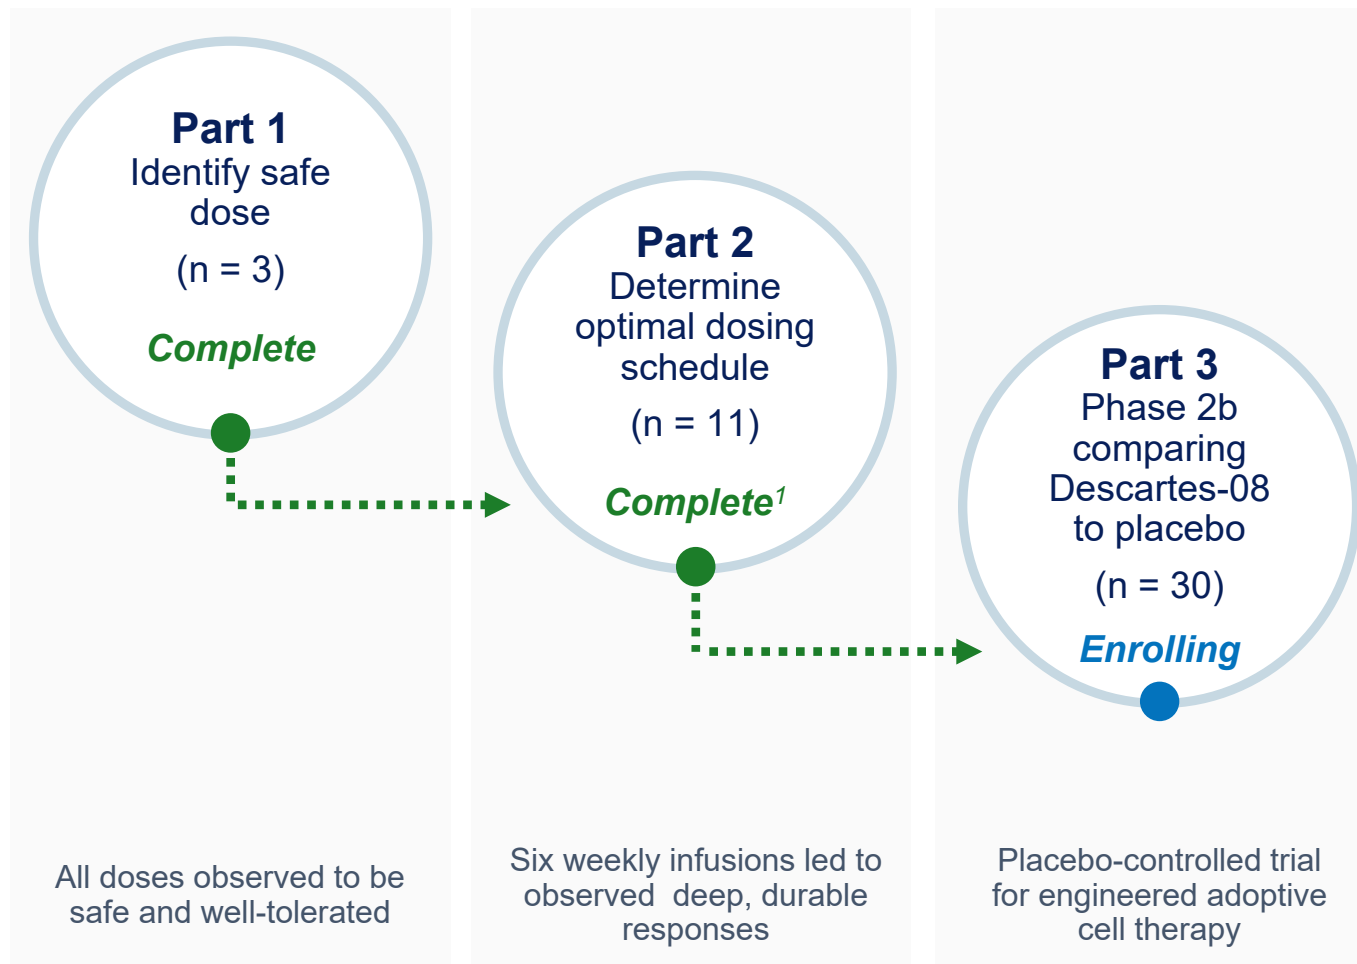 Part 1
Identify safe
dose
(n = 3)
Complete
All doses observed to be
safe and well-tolerated
Part 2
Determine
optimal dosing
schedule
(n = 11)
Complete¹
Six weekly infusions led to
observed  deep, durable
responses
Part 3
Phase 2b
comparing
Descartes-08
to placebo
(n = 30)
Enrolling
Placebo-controlled trial
for engineered adoptive
cell therapy